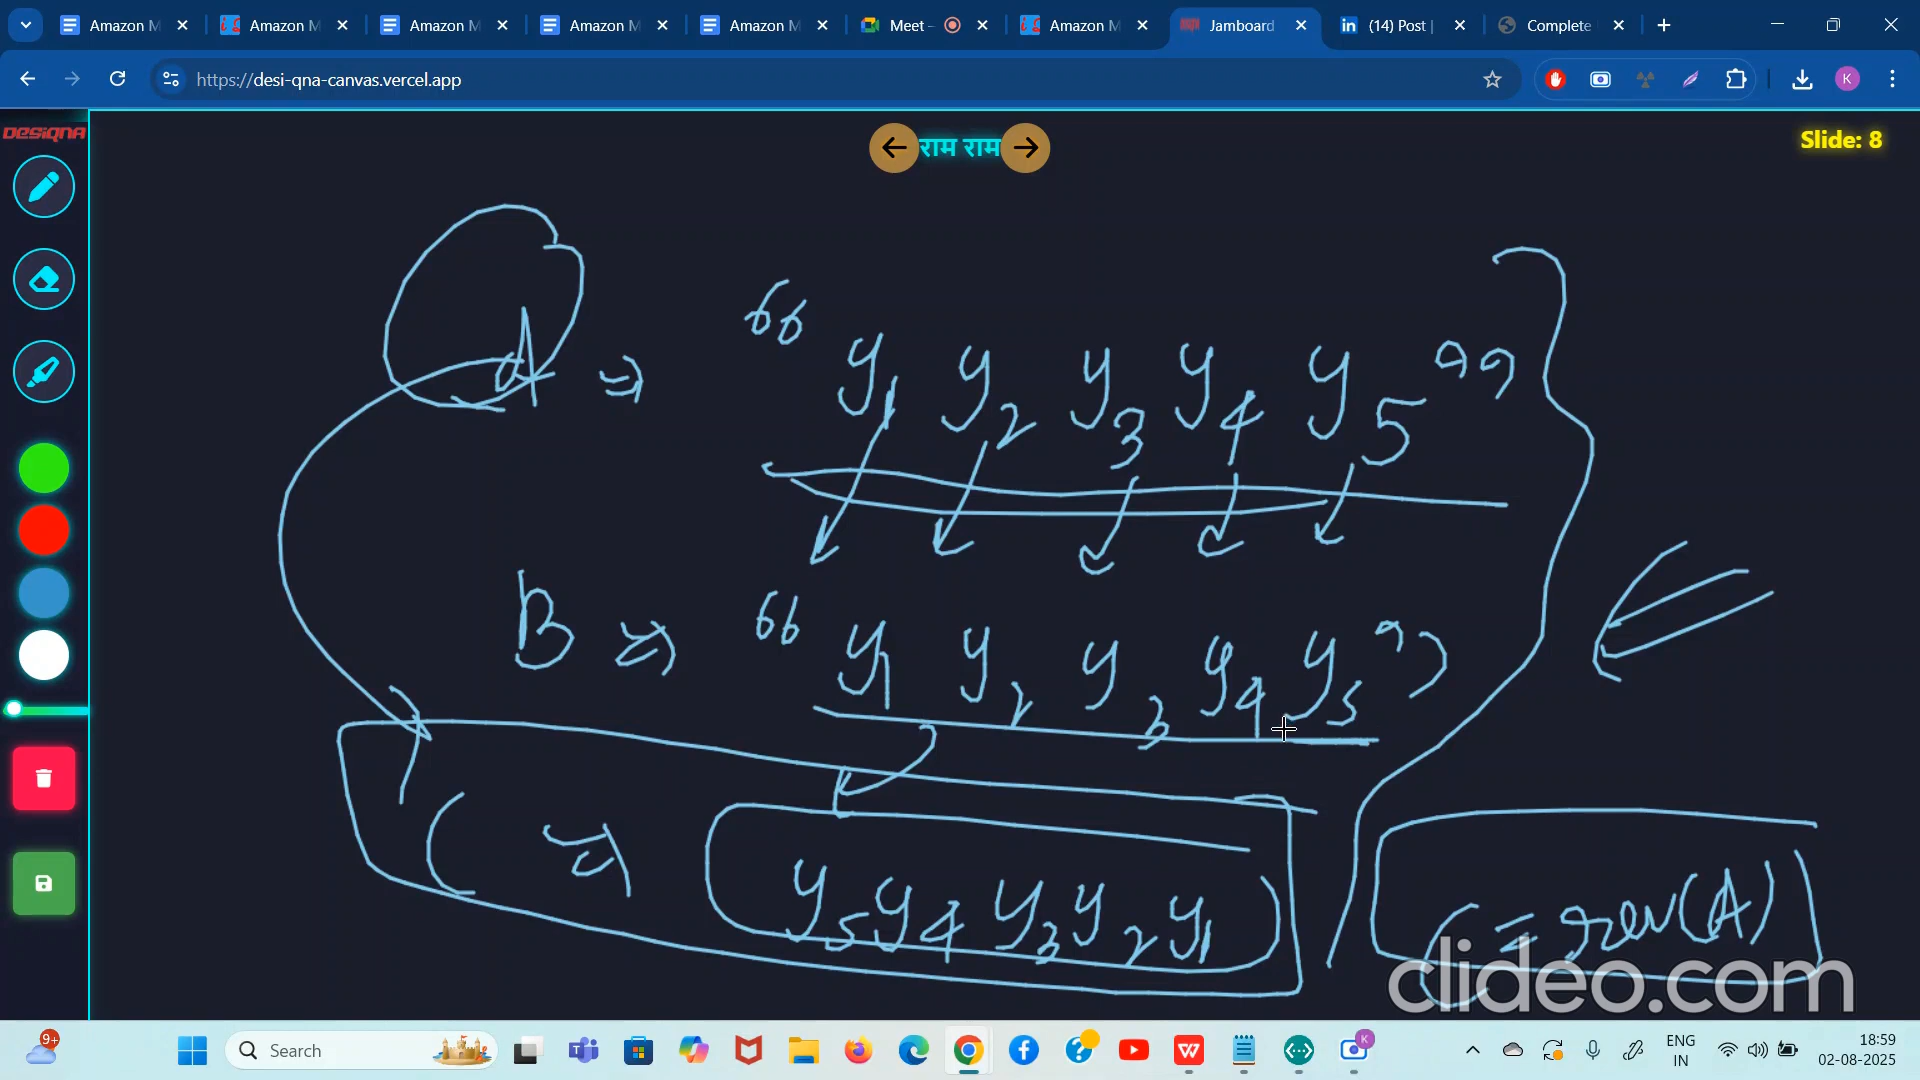 Amazon M
Amazon M
Amazon M
Amazon M
Amazon M
Meet -
Amazon M
Jamboard
(14) Post |
Complete
https://desi-qna-canvas.vercel.app
K
DESIQNA
राम राम
Slide: 8
A ⇒ “ y1 y2 y3 y4 y5 ”
B ⇒ “ y1 y2 y3 y4 y5 ”
C ⇒ y5 y4 y3 y2 y1
C = rev(A)
clideo.com
9+
Search
K
ENG
IN
18:59
02-08-2025